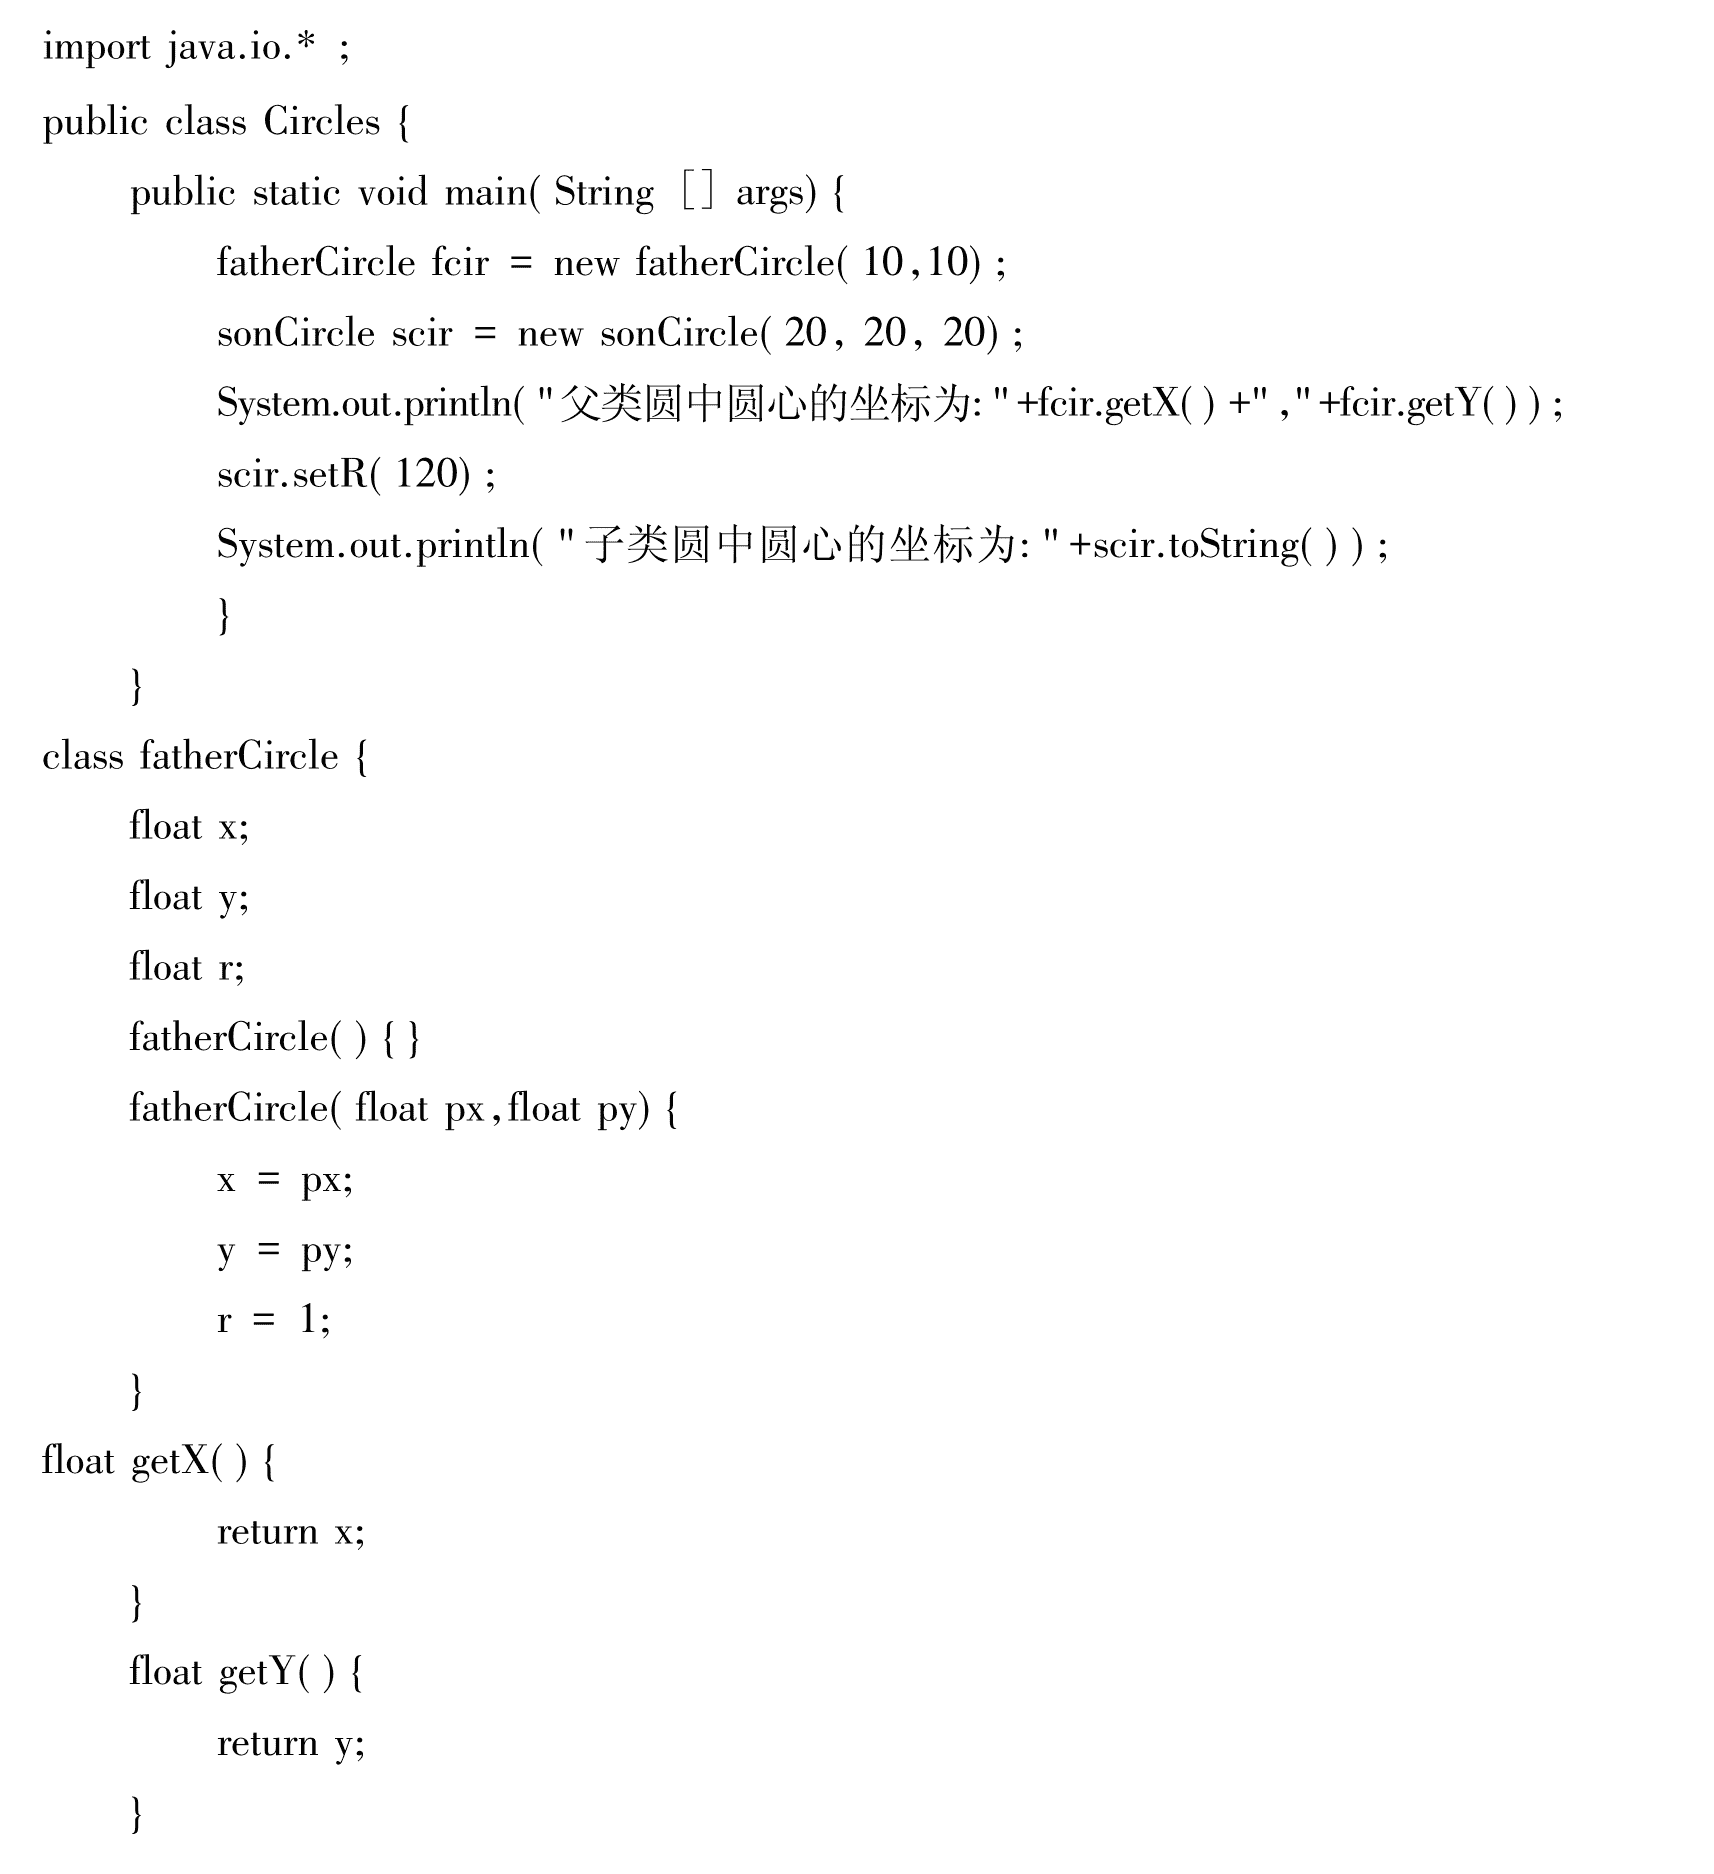 import java.io.* ;
public class Circles {
public static void main( String [] args) {
fatherCircle fcir = new fatherCircle( 10,10) ;
sonCircle scir = new sonCircle( 20, 20, 20) ;
System.out.println( "父类圆中圆心的坐标为: "+fcir.getX( ) +" ,"+fcir.getY( ) ) ;
scir.setR( 120) ;
System.out.println( "子类圆中圆心的坐标为: "+scir.toString( ) ) ;
}
}
class fatherCircle {
float x;
float y;
float r;
fatherCircle( ) { }
fatherCircle( float px,float py) {
x = px;
y = py;
r = 1;
}
float getX( ) {
return x;
}
float getY( ) {
return y;
}